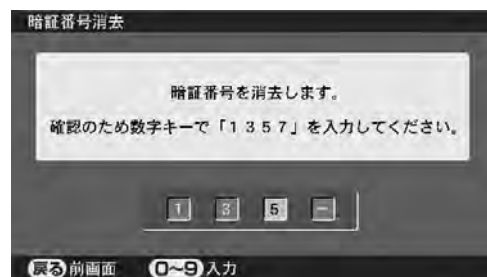 暗証番号消去
暗証番号を消去します。
確認のため数字キーで「1357」を入力してください。
1 3 5 −
戻る 前画面 0~9 入力